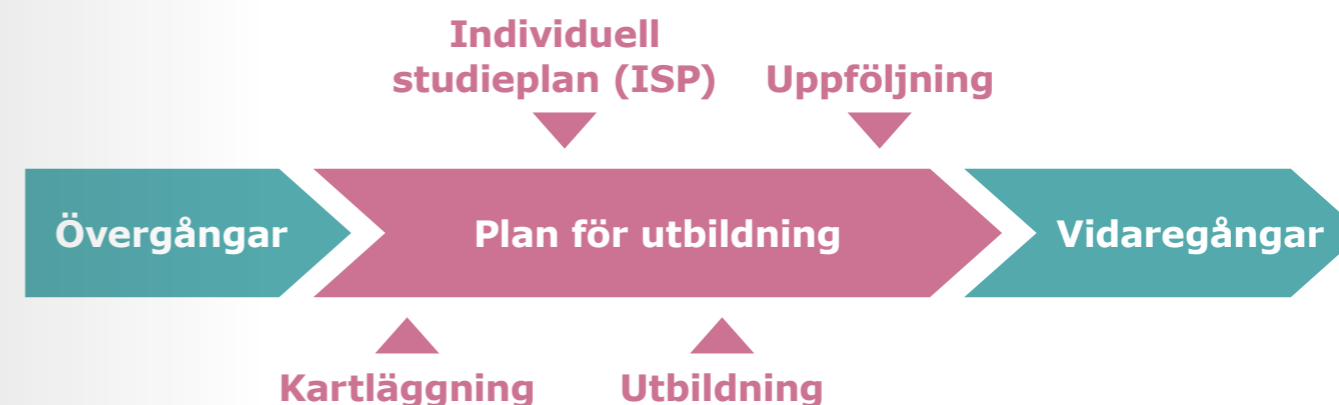 Individuell
studieplan (ISP)
Uppföljning
Övergångar
Plan för utbildning
Vidaregångar
Kartläggning
Utbildning